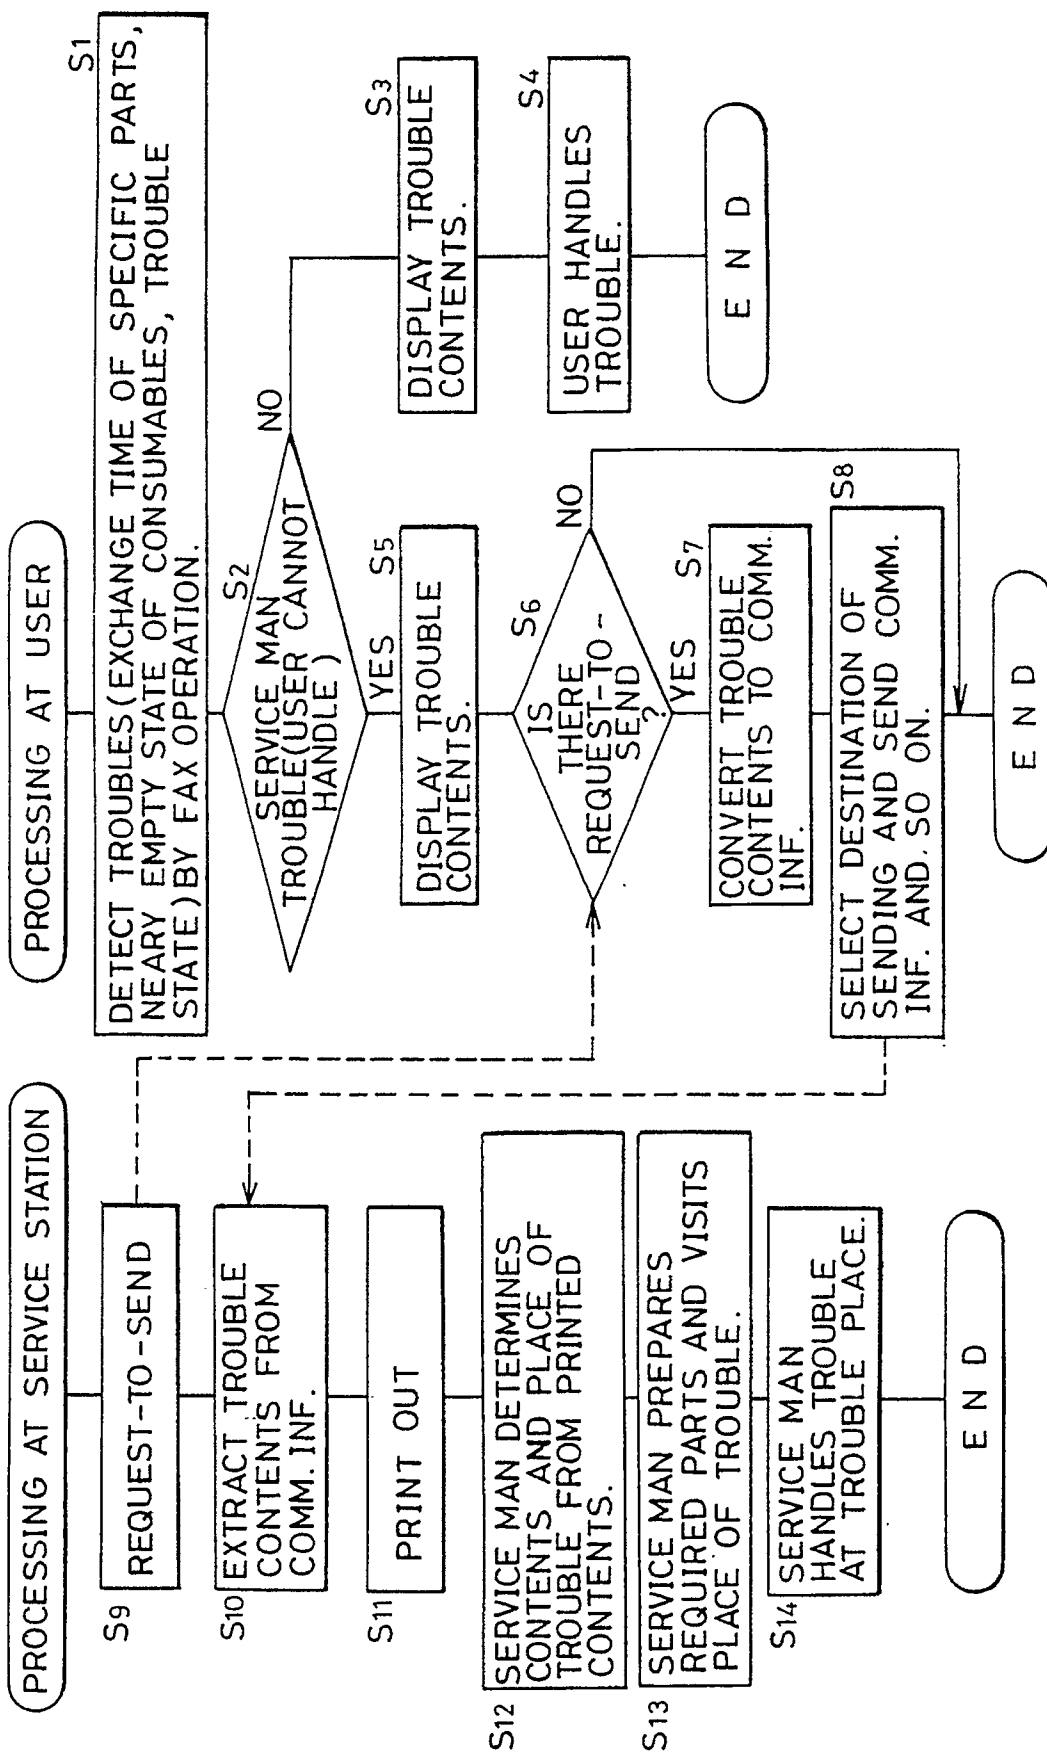 PROCESSING AT SERVICE STATION
S9
REQUEST-TO-SEND
S10
EXTRACT TROUBLE
CONTENTS FROM
COMM. INF.
S11
PRINT OUT
S12
SERVICE MAN DETERMINES
CONTENTS AND PLACE OF
TROUBLE FROM PRINTED
CONTENTS.
S13
SERVICE MAN PREPARES
REQUIRED PARTS AND VISITS
PLACE OF TROUBLE.
S14
SERVICE MAN
HANDLES TROUBLE
AT TROUBLE PLACE.
END
PROCESSING AT USER
S1
DETECT TROUBLES(EXCHANGE TIME OF SPECIFIC PARTS,
NEARY EMPTY STATE OF CONSUMABLES, TROUBLE
STATE)BY FAX OPERATION.
S2
SERVICE MAN
TROUBLE(USER CANNOT
HANDLE)
NO
YES
S3
DISPLAY TROUBLE
CONTENTS.
S4
USER HANDLES
TROUBLE.
END
S5
DISPLAY TROUBLE
CONTENTS.
S6
IS
THERE
REQUEST-TO-
SEND
?
NO
YES
S7
CONVERT TROUBLE
CONTENTS TO COMM.
INF.
S8
SELECT DESTINATION OF
SENDING AND SEND COMM.
INF. AND. SO ON.
END